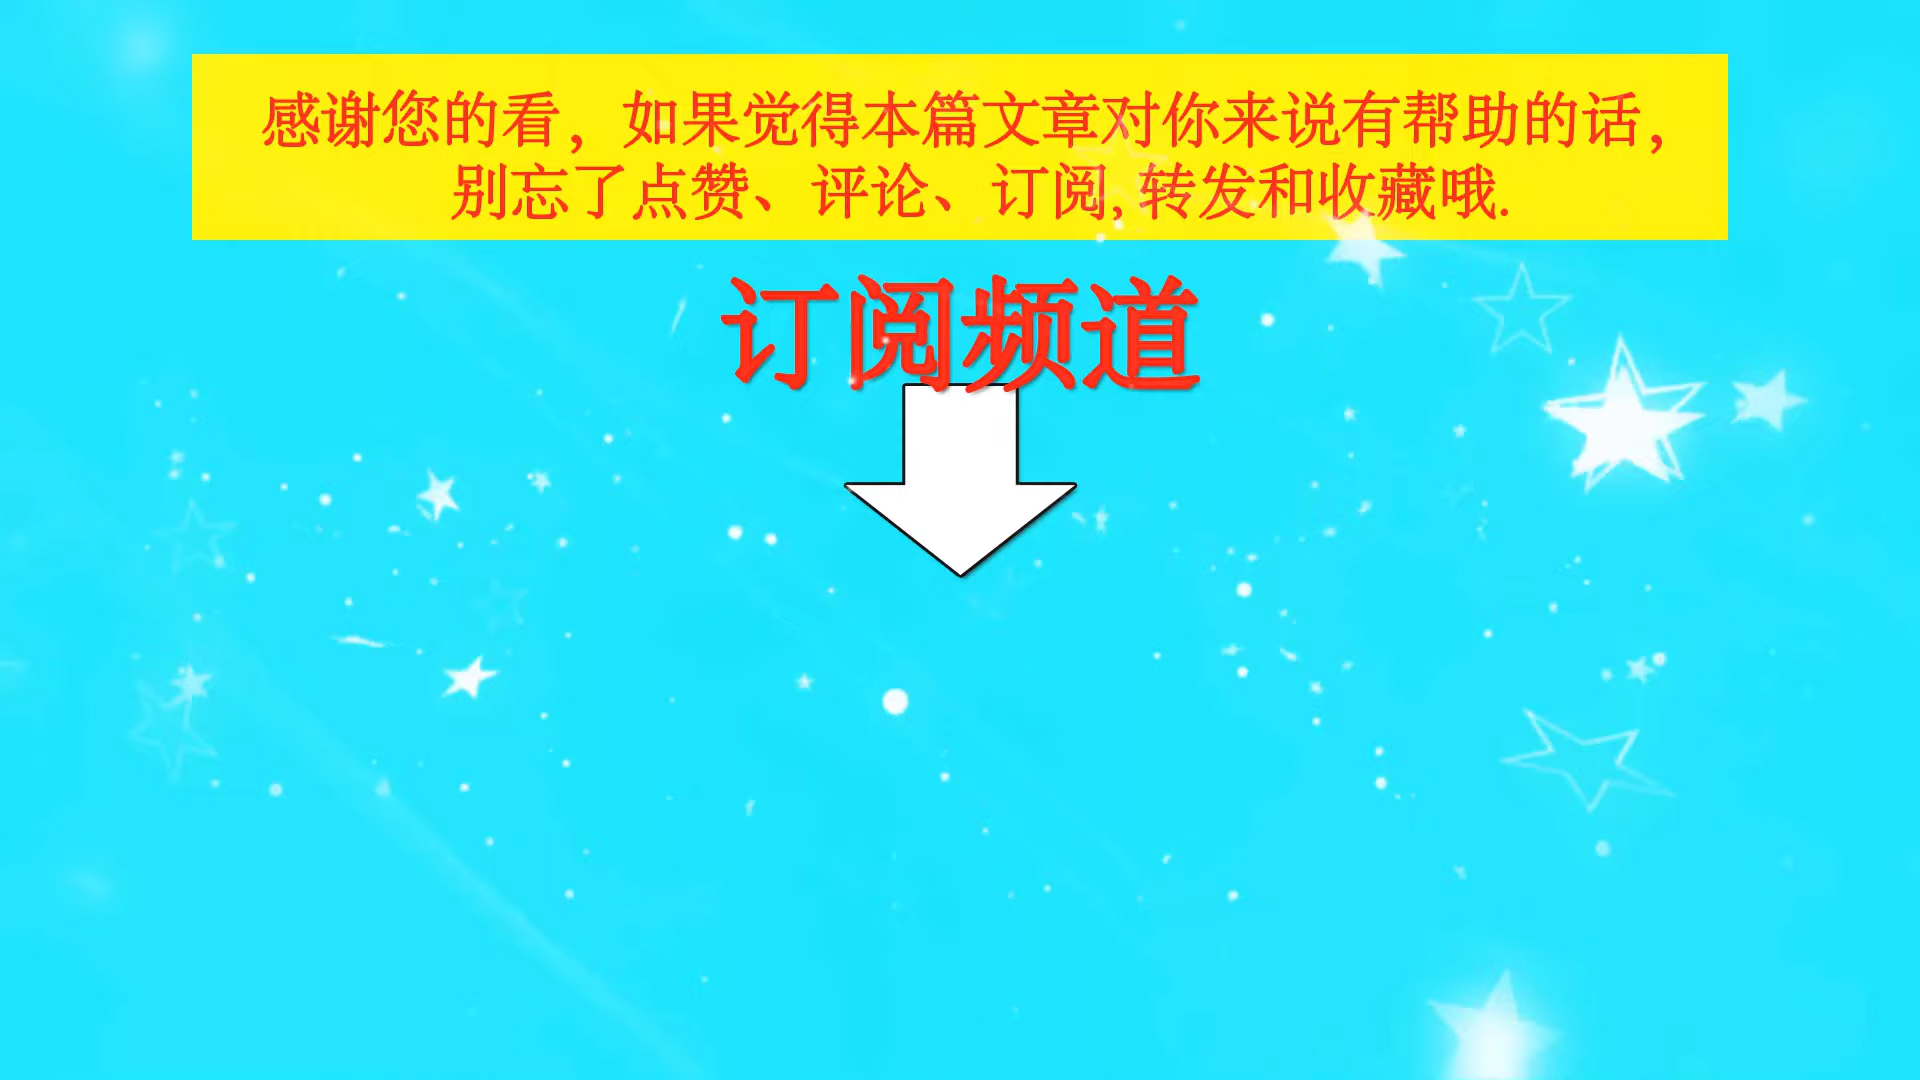 感谢您的看，如果觉得本篇文章对你来说有帮助的话，
别忘了点赞、评论、订阅,转发和收藏哦.
订阅频道